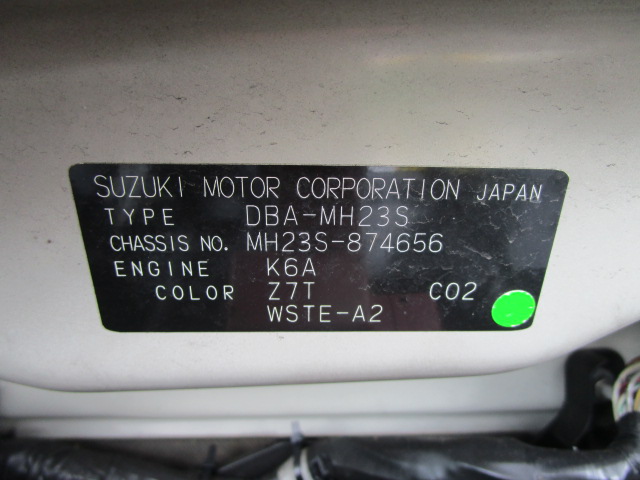 SUZUKI MOTOR CORPORATION JAPAN
TYPE DBA-MH23S
CHASSIS NO. MH23S-874656
ENGINE K6A
COLOR Z7T C02
WSTE-A2